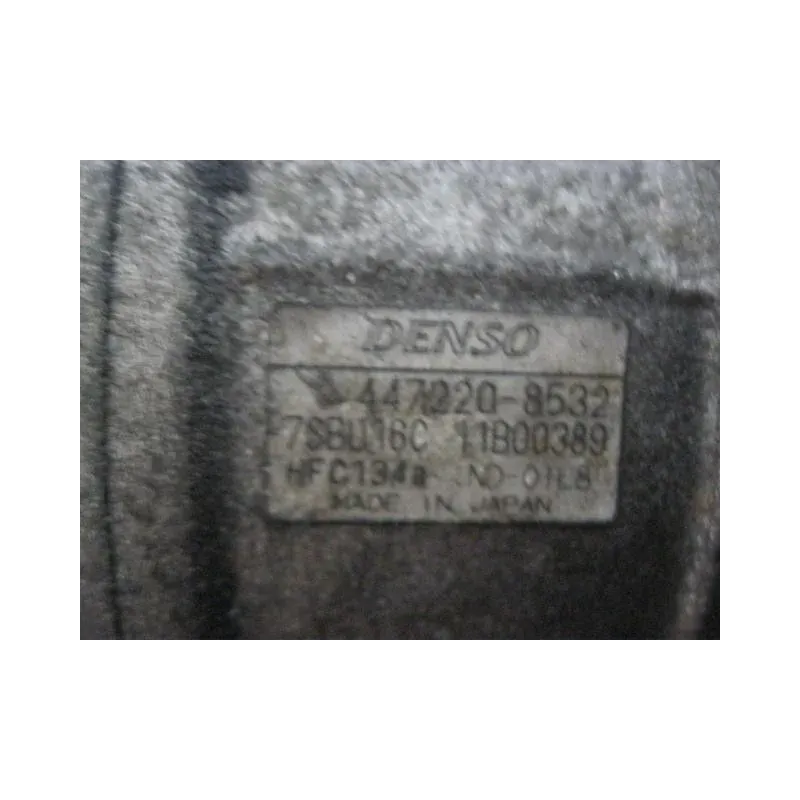 DENSO
447220-8532
7SBU16C 11B00389
HFC134a ND-OIL8
MADE IN JAPAN